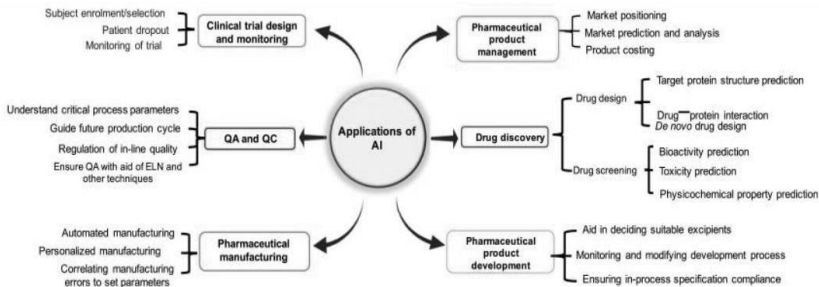 Subject enrolment/selection
Patient dropout
Monitoring of trial
Clinical trial design
and monitoring
Pharmaceutical
product
management
Market positioning
Market prediction and analysis
Product costing
Understand critical process parameters
Guide future production cycle
Regulation of in-line quality
Ensure QA with aid of ELN and
other techniques
QA and QC
Applications of
AI
Drug discovery
Drug design
Target protein structure prediction
Drug–protein interaction
De novo drug design
Drug screening
Bioactivity prediction
Toxicity prediction
Physicochemical property prediction
Automated manufacturing
Personalized manufacturing
Correlating manufacturing
errors to set parameters
Pharmaceutical
manufacturing
Pharmaceutical
product
development
Aid in deciding suitable excipients
Monitoring and modifying development process
Ensuring in-process specification compliance